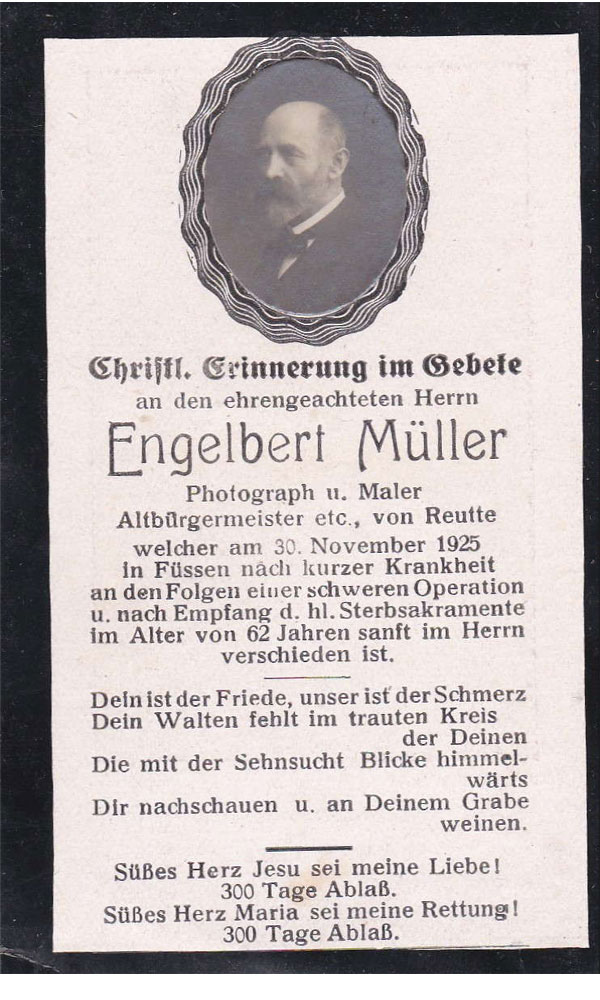 Christl. Erinnerung im Gebete
an den ehrengeachteten Herrn
Engelbert Müller
Photograph u. Maler
Altbürgermeister etc., von Reutte
welcher am 30. November 1925
in Füssen nach kurzer Krankheit
an den Folgen einer schweren Operation
u. nach Empfang d. hl. Sterbsakramente
im Alter von 62 Jahren sanft im Herrn
verschieden ist.
Dein ist der Friede, unser ist der Schmerz
Dein Walten fehlt im trauten Kreis
der Deinen
Die mit der Sehnsucht Blicke himmel-
wärts
Dir nachschauen u. an Deinem Grabe
weinen.
Süßes Herz Jesu sei meine Liebe!
300 Tage Ablaß.
Süßes Herz Maria sei meine Rettung!
300 Tage Ablaß.